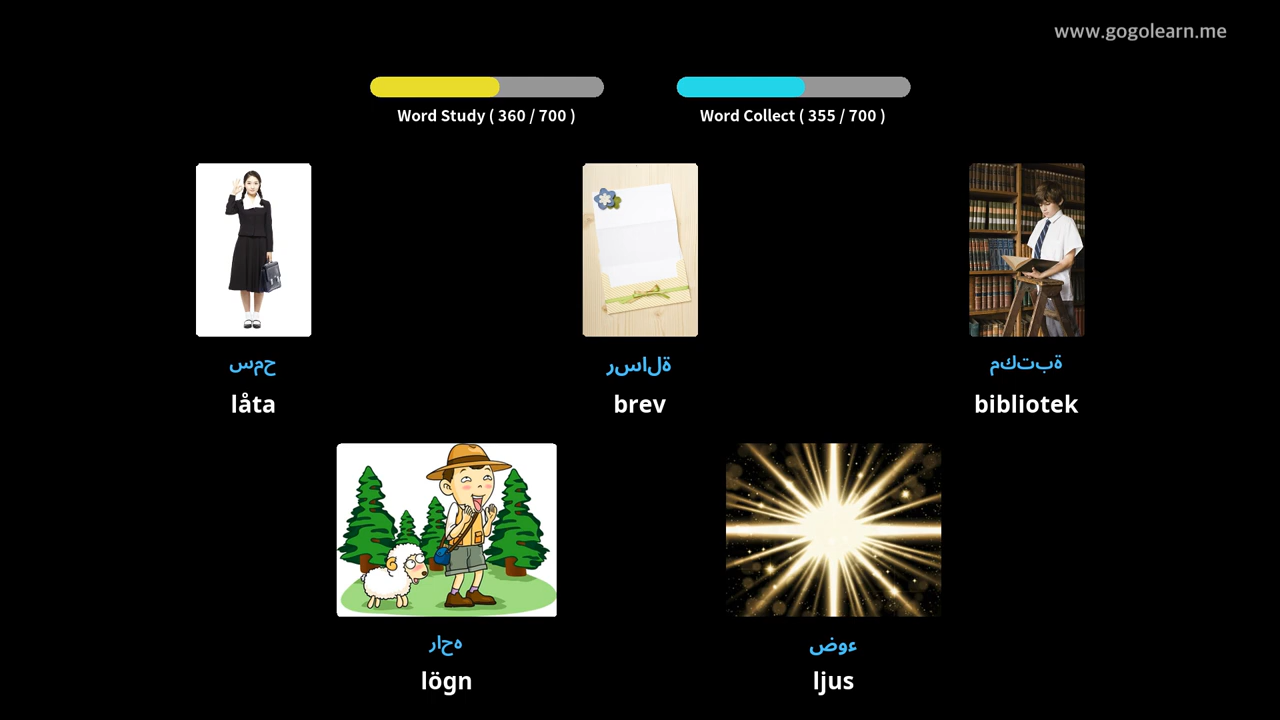 www.gogolearn.me
Word Study ( 360 / 700 )
Word Collect ( 355 / 700 )
حمس
ةلاسر
ةبتكم
låta
brev
bibliotek
هحار
ءوض
lögn
ljus